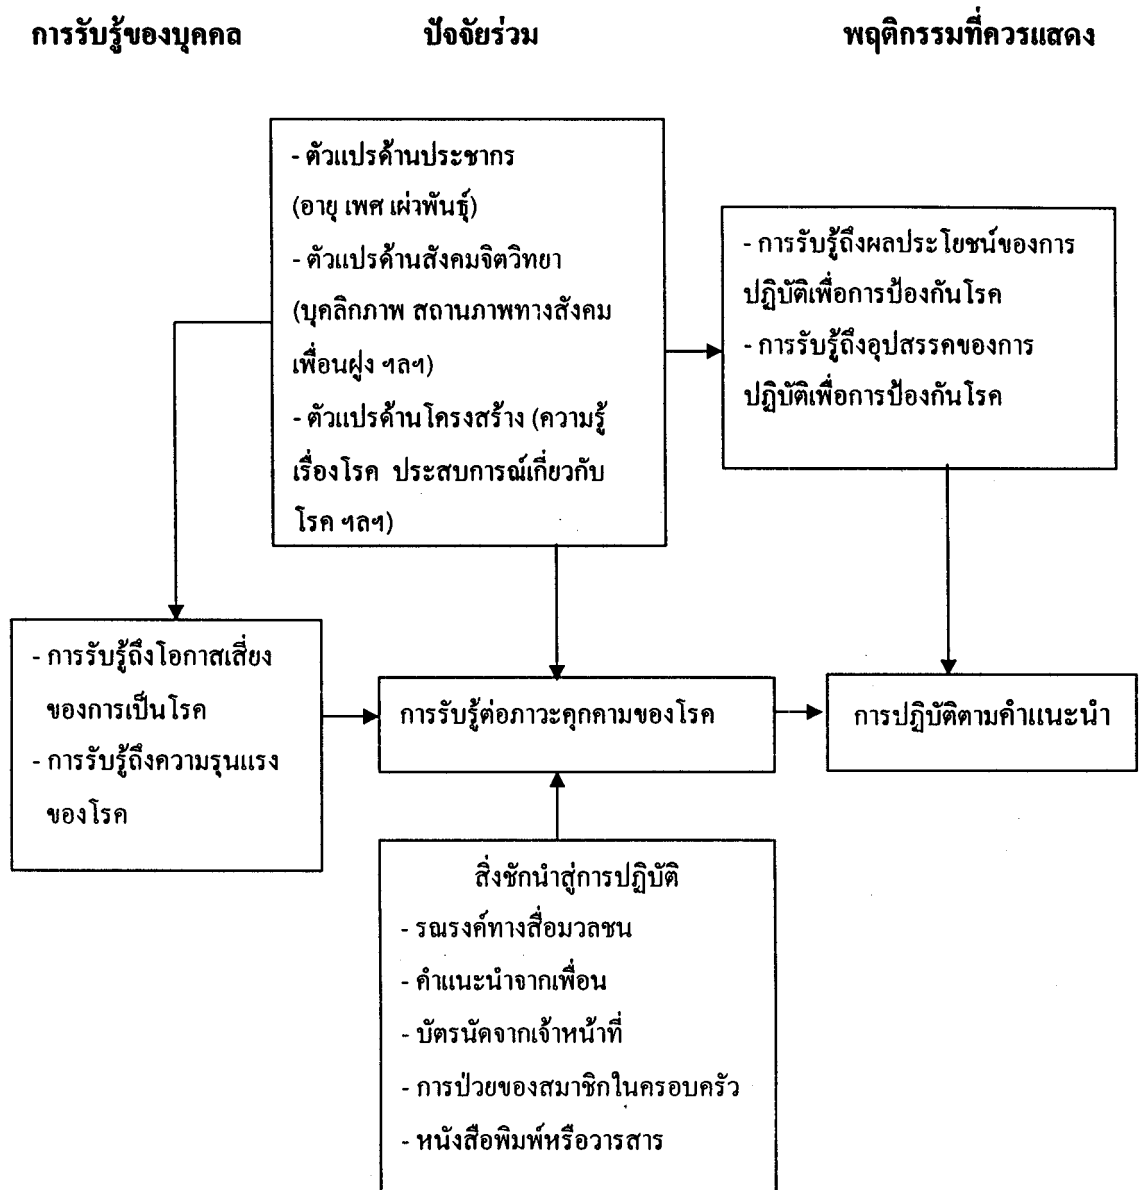 การรับรู้ของบุคคล
ปัจจัยร่วม
พฤติกรรมที่ควรแสดง
- ตัวแปรด้านประชากร
(อายุ เพศ เผ่าพันธุ์)
- ตัวแปรด้านสังคมจิตวิทยา
(บุคลิกภาพ สถานภาพทางสังคม
เพื่อนฝูง ฯลฯ)
- ตัวแปรด้านโครงสร้าง (ความรู้
เรื่องโรค ประสบการณ์เกี่ยวกับ
โรค ฯลฯ)
- การรับรู้ถึงผลประโยชน์ของการ
ปฏิบัติเพื่อการป้องกันโรค
- การรับรู้ถึงอุปสรรคของการ
ปฏิบัติเพื่อการป้องกันโรค
- การรับรู้ถึงโอกาสเสี่ยง
ของการเป็นโรค
- การรับรู้ถึงความรุนแรง
ของโรค
การรับรู้ต่อภาวะคุกคามของโรค
การปฏิบัติตามคำแนะนำ
สิ่งชักนำสู่การปฏิบัติ
- รณรงค์ทางสื่อมวลชน
- คำแนะนำจากเพื่อน
- บัตรนัดจากเจ้าหน้าที่
- การป่วยของสมาชิกในครอบครัว
- หนังสือพิมพ์หรือวารสาร